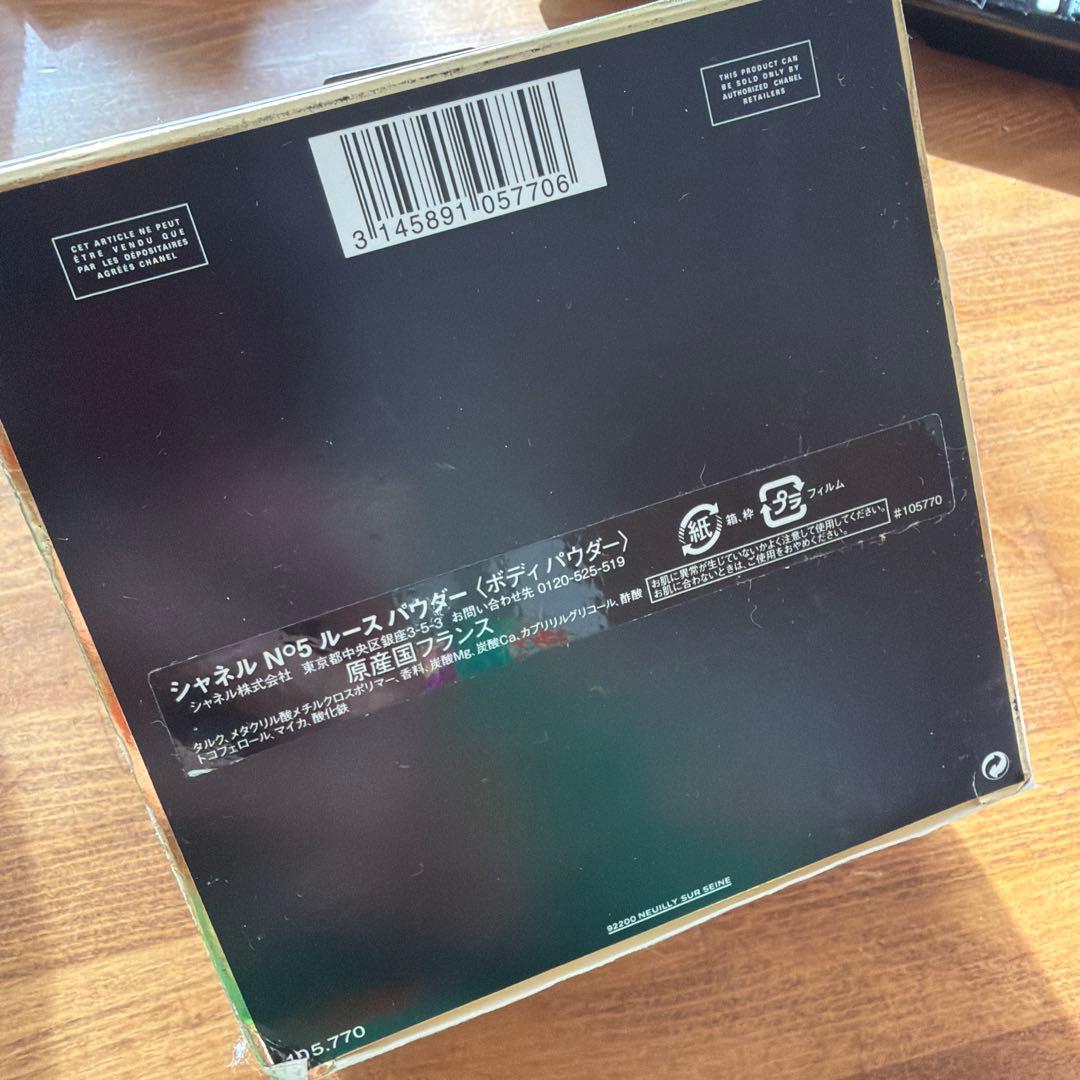 THIS PRODUCT CAN
BE SOLD ONLY BY
AUTHORIZED CHANEL
RETAILERS
3 145891 057706
CET ARTICLE NE PEUT
ÊTRE VENDU QUE
PAR LES DÉPOSITAIRES
AGRÉÉS CHANEL
シャネル N°5 ルース パウダー〈ボディ パウダー〉
シャネル株式会社 東京都中央区銀座3-5-3 お問い合わせ先 0120-525-519
原産国フランス
タルク、メタクリル酸メチルクロスポリマー、香料、炭酸Mg、炭酸Ca、カプリリルグリコール、酢酸
トコフェロール、マイカ、酸化鉄
紙 箱、枠 プラ フィルム
お肌に異常が生じていないかよく注意して使用してください。
お肌に合わないときは、ご使用をおやめください。
#105770
92200 NEUILLY SUR SEINE
105.770